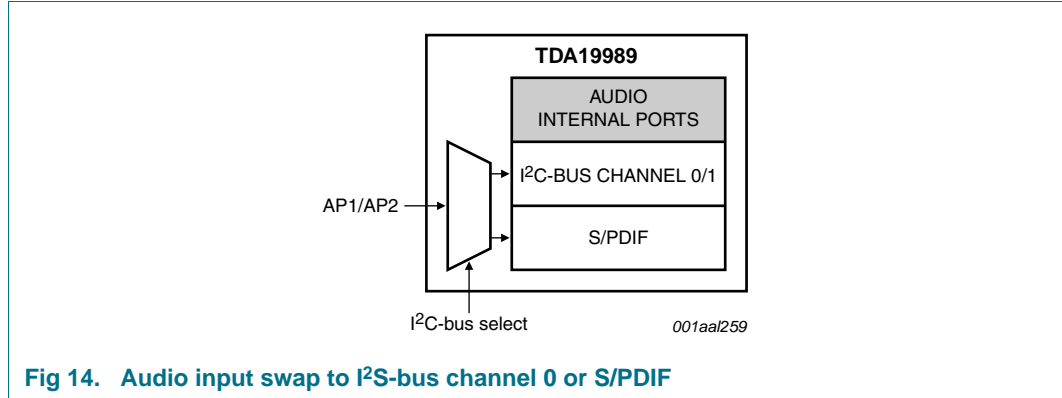 TDA19989
AUDIO
INTERNAL PORTS
I²C-BUS CHANNEL 0/1
AP1/AP2
S/PDIF
I²C-bus select
001aal259
Fig 14. Audio input swap to I²S-bus channel 0 or S/PDIF